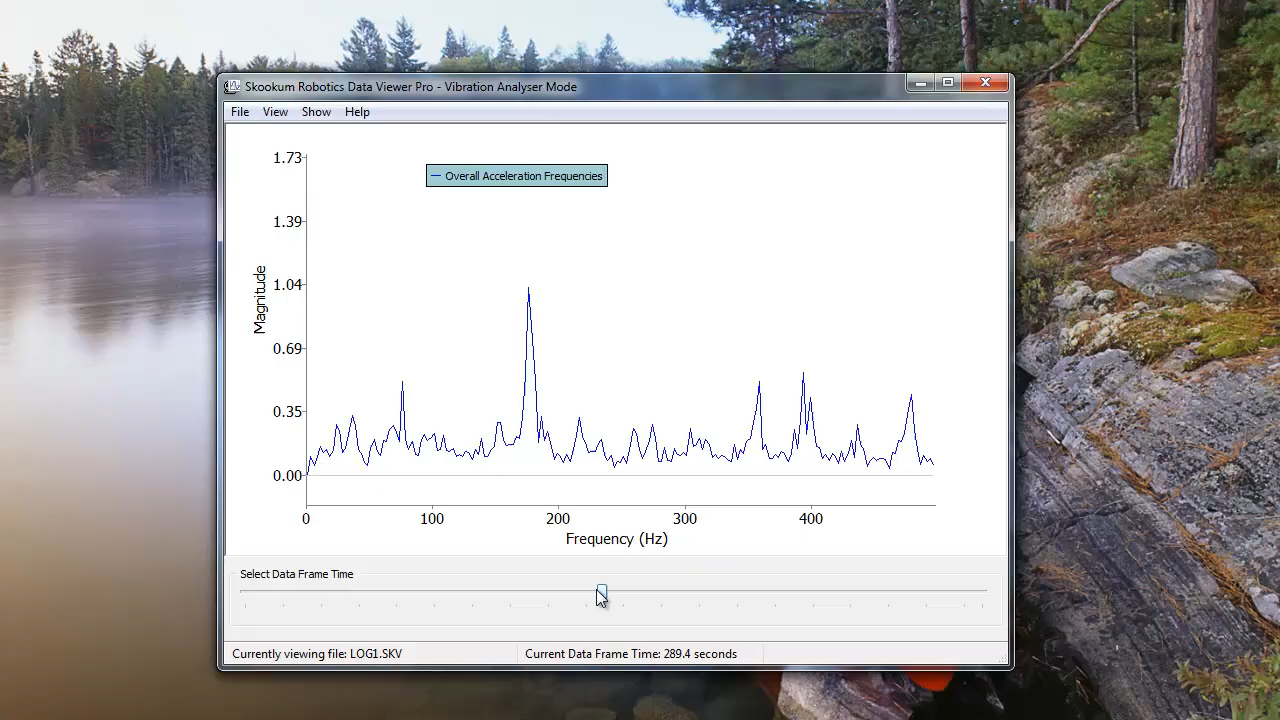 Skookum Robotics Data Viewer Pro - Vibration Analyser Mode
File View Show Help
1.73
1.39
1.04
0.69
0.35
0.00
Magnitude
Overall Acceleration Frequencies
0 100 200 300 400
Frequency (Hz)
Select Data Frame Time
Currently viewing file: LOG1.SKV Current Data Frame Time: 289.4 seconds